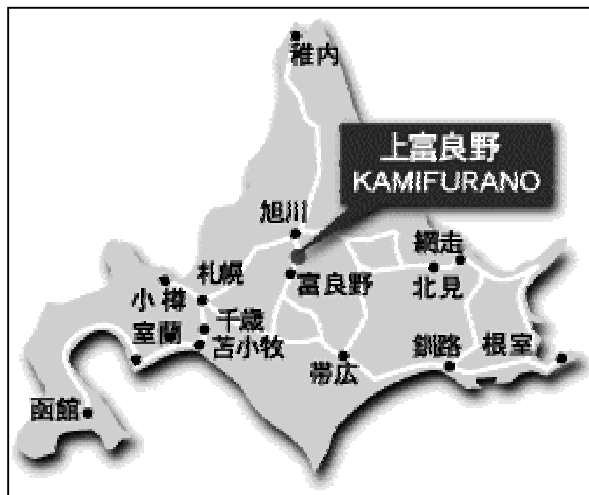 稚内
上富良野
KAMIFURANO
旭川
網走
札幌
富良野
北見
小樽
千歳
室蘭
苫小牧
釧路
根室
帯広
函館